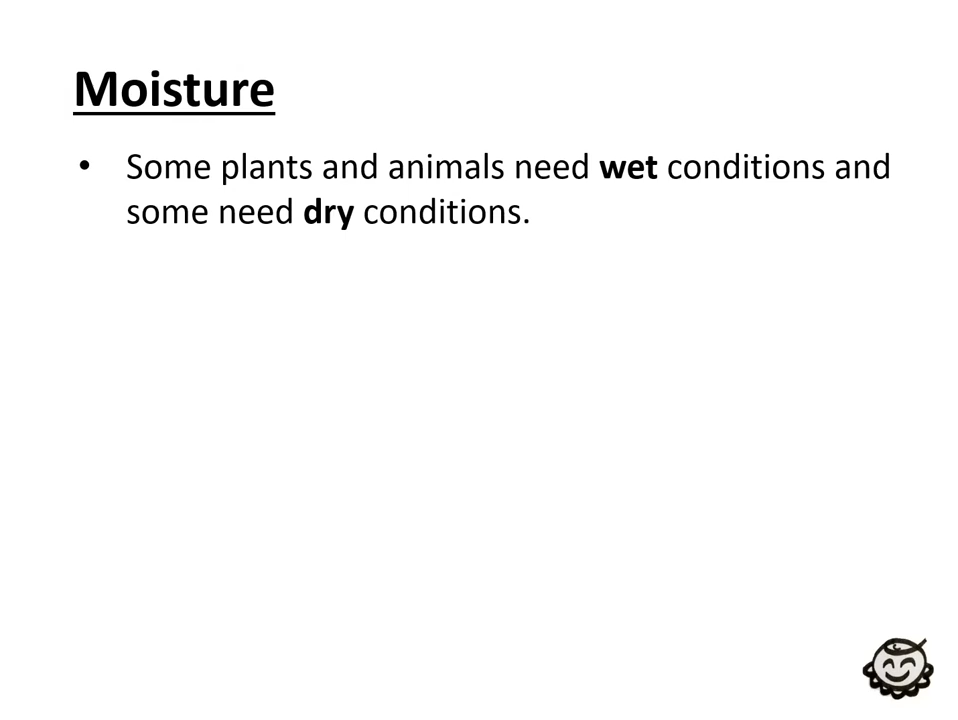 Moisture
• Some plants and animals need wet conditions and
some need dry conditions.